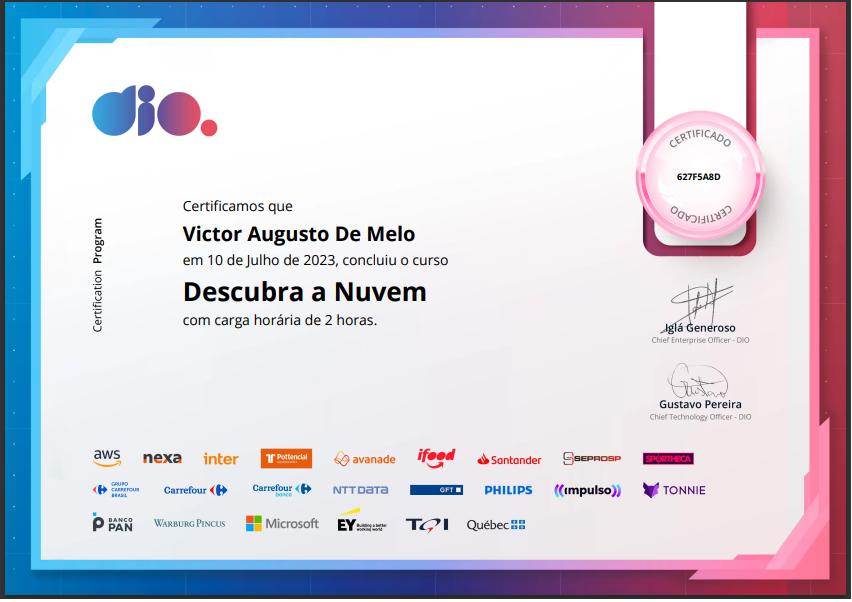 dio.
CERTIFICADO
627F5A8D
CERTIFICADO
Certification Program
Certificamos que
Victor Augusto De Melo
em 10 de Julho de 2023, concluiu o curso
Descubra a Nuvem
com carga horária de 2 horas.
Iglá Generoso
Chief Enterprise Officer - DIO
Gustavo Pereira
Chief Technology Officer - DIO
aws nexa inter Pottencial avanade ifood Santander SEPROSP SPORTHECA
GRUPO CARREFOUR BRASIL Carrefour Carrefour banco NTT DATA GFT PHILIPS impulso TONNIE
BANCO PAN WARBURG PINCUS Microsoft EY Building a better working world TQI Québec